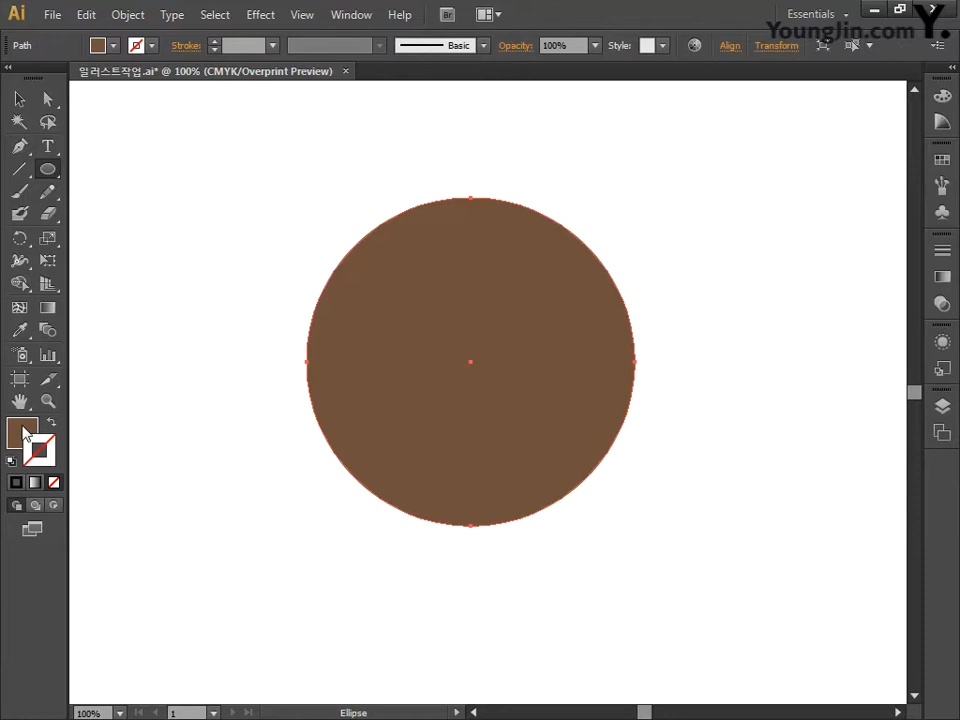 Ai File Edit Object Type Select Effect View Window Help Br Essentials
YoungJin.com Y.
Path Stroke: Basic Opacity: 100% Style: Align Transform
일러스트작업.ai* @ 100% (CMYK/Overprint Preview) ×
T
100% 1 Ellipse